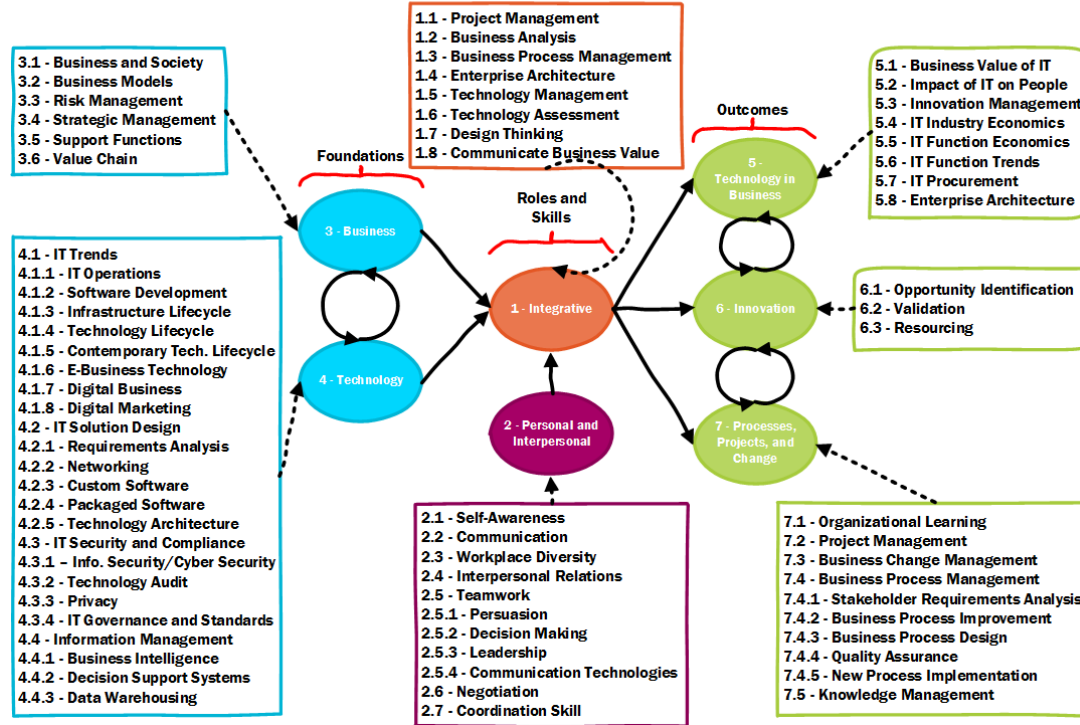 3.1 - Business and Society
3.2 - Business Models
3.3 - Risk Management
3.4 - Strategic Management
3.5 - Support Functions
3.6 - Value Chain
1.1 - Project Management
1.2 - Business Analysis
1.3 - Business Process Management
1.4 - Enterprise Architecture
1.5 - Technology Management
1.6 - Technology Assessment
1.7 - Design Thinking
1.8 - Communicate Business Value
5.1 - Business Value of IT
5.2 - Impact of IT on People
5.3 - Innovation Management
5.4 - IT Industry Economics
5.5 - IT Function Economics
5.6 - IT Function Trends
5.7 - IT Procurement
5.8 - Enterprise Architecture
Foundations
Roles and
Skills
Outcomes
3 - Business
4 - Technology
1 - Integrative
2 - Personal and
Interpersonal
5 -
Technology in
Business
6 - Innovation
7 - Processes,
Projects, and
Change
4.1 - IT Trends
4.1.1 - IT Operations
4.1.2 - Software Development
4.1.3 - Infrastructure Lifecycle
4.1.4 - Technology Lifecycle
4.1.5 - Contemporary Tech. Lifecycle
4.1.6 - E-Business Technology
4.1.7 - Digital Business
4.1.8 - Digital Marketing
4.2 - IT Solution Design
4.2.1 - Requirements Analysis
4.2.2 - Networking
4.2.3 - Custom Software
4.2.4 - Packaged Software
4.2.5 - Technology Architecture
4.3 - IT Security and Compliance
4.3.1 – Info. Security/Cyber Security
4.3.2 - Technology Audit
4.3.3 - Privacy
4.3.4 - IT Governance and Standards
4.4 - Information Management
4.4.1 - Business Intelligence
4.4.2 - Decision Support Systems
4.4.3 - Data Warehousing
2.1 - Self-Awareness
2.2 - Communication
2.3 - Workplace Diversity
2.4 - Interpersonal Relations
2.5 - Teamwork
2.5.1 - Persuasion
2.5.2 - Decision Making
2.5.3 - Leadership
2.5.4 - Communication Technologies
2.6 - Negotiation
2.7 - Coordination Skill
6.1 - Opportunity Identification
6.2 - Validation
6.3 - Resourcing
7.1 - Organizational Learning
7.2 - Project Management
7.3 - Business Change Management
7.4 - Business Process Management
7.4.1 - Stakeholder Requirements Analysis
7.4.2 - Business Process Improvement
7.4.3 - Business Process Design
7.4.4 - Quality Assurance
7.4.5 - New Process Implementation
7.5 - Knowledge Management